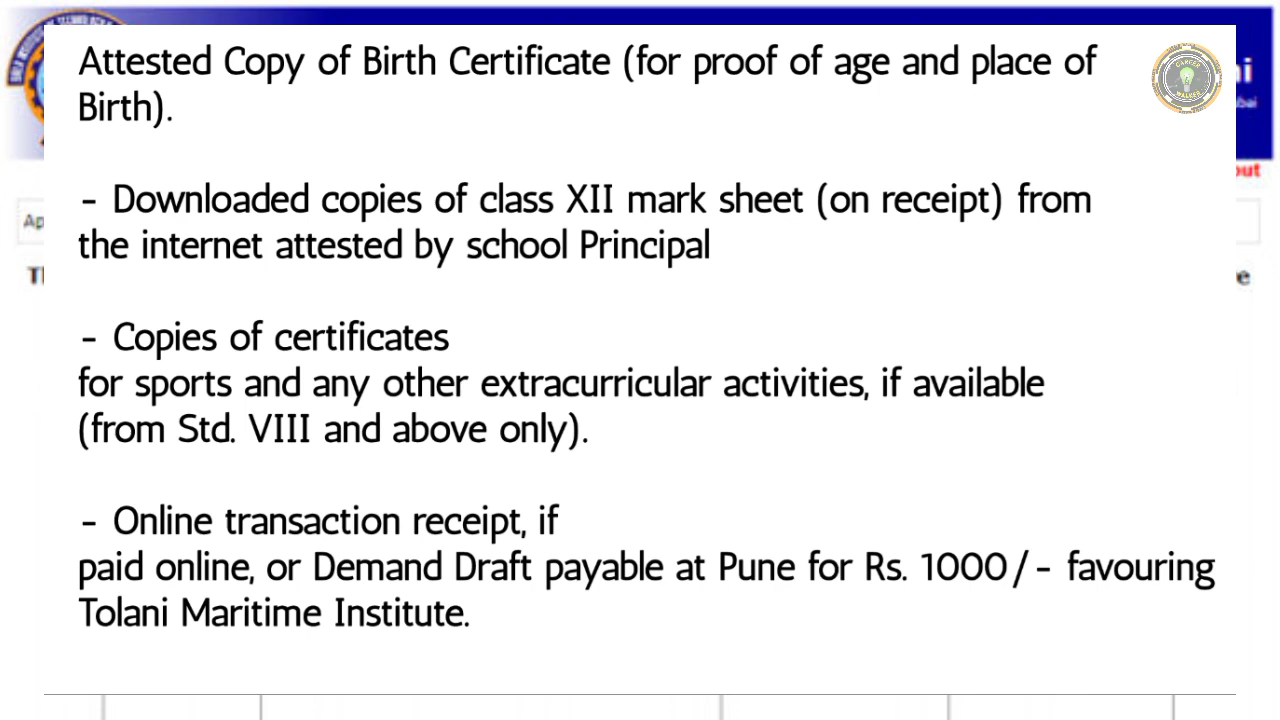 Attested Copy of Birth Certificate (for proof of age and place of
Birth).
- Downloaded copies of class XII mark sheet (on receipt) from
the internet attested by school Principal
- Copies of certificates
for sports and any other extracurricular activities, if available
(from Std. VIII and above only).
- Online transaction receipt, if
paid online, or Demand Draft payable at Pune for Rs. 1000/- favouring
Tolani Maritime Institute.
CAREER
WALKER